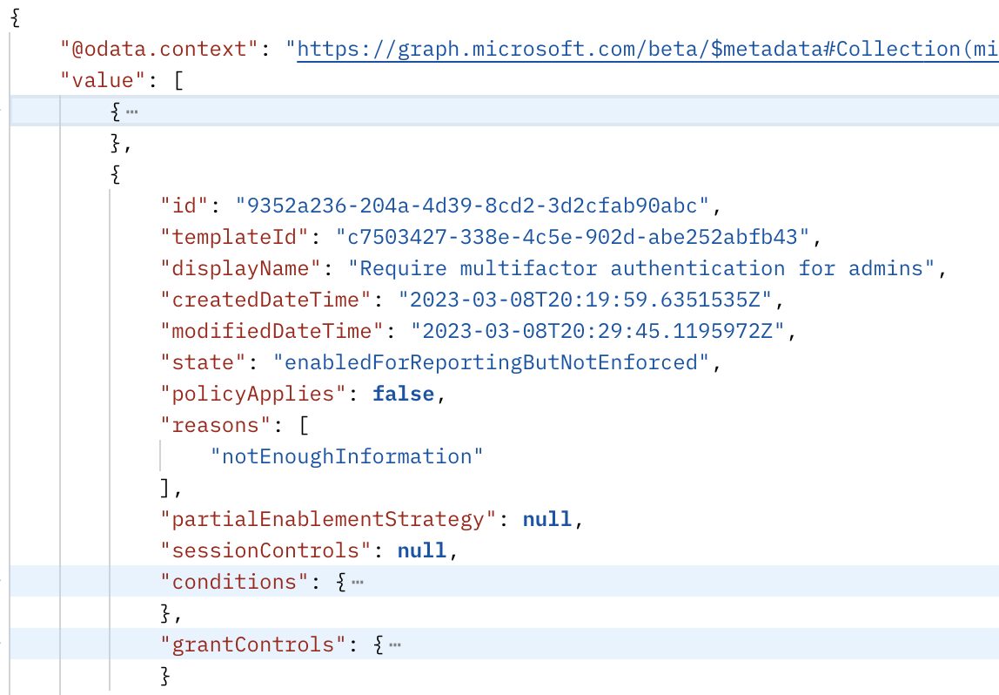 {
"@odata.context": "https://graph.microsoft.com/beta/$metadata#Collection(mi
"value": [
{ ⋯
},
{
"id": "9352a236-204a-4d39-8cd2-3d2cfab90abc",
"templateId": "c7503427-338e-4c5e-902d-abe252abfb43",
"displayName": "Require multifactor authentication for admins",
"createdDateTime": "2023-03-08T20:19:59.6351535Z",
"modifiedDateTime": "2023-03-08T20:29:45.1195972Z",
"state": "enabledForReportingButNotEnforced",
"policyApplies": false,
"reasons": [
"notEnoughInformation"
],
"partialEnablementStrategy": null,
"sessionControls": null,
"conditions": { ⋯
},
"grantControls": { ⋯
}